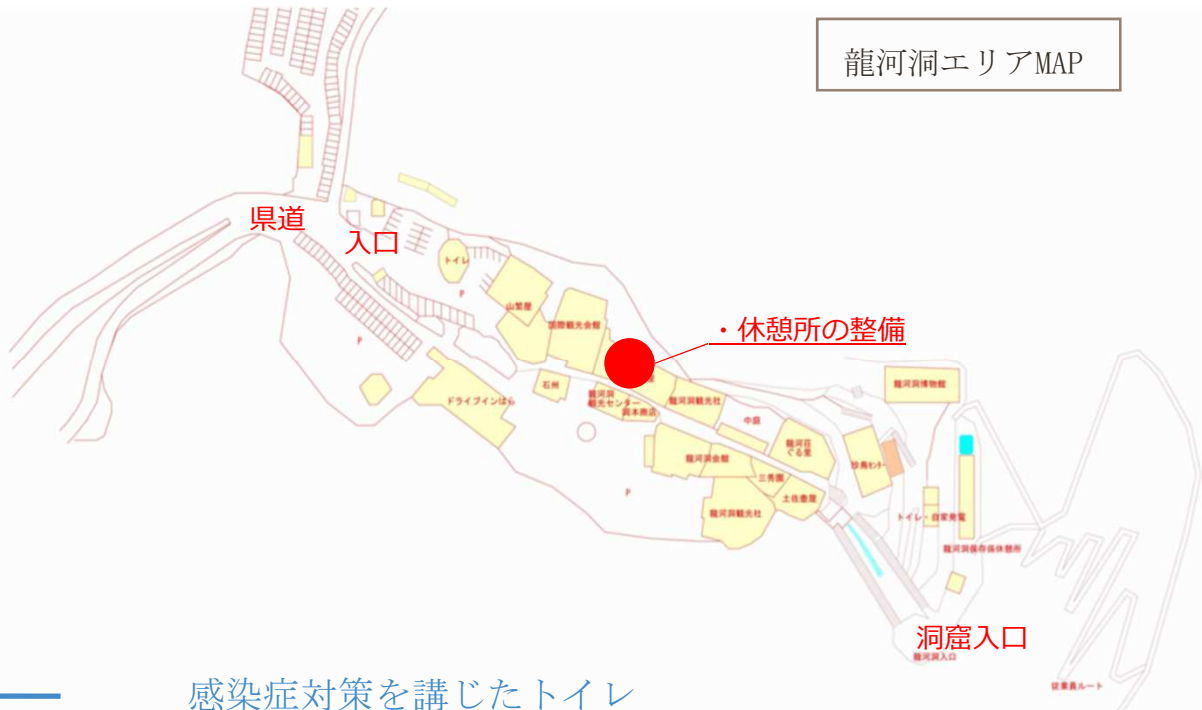 龍河洞エリアMAP
県道
入口
トイレ
P
山繁屋
国際観光会館
・休憩所の整備
P
石州
ドライブインはら
龍河洞
観光センター
岡本商店
屋
龍河洞観光社
中庭
龍河洞博物館
龍河荘
ぐる里
珍鳥センター
龍河洞会館
三秀園
土佐壺屋
P
龍河洞観光社
トイレ・自家発電
龍河洞保存係休憩所
洞窟入口
龍河洞入口
従業員ルート
感染症対策を講じたトイレ